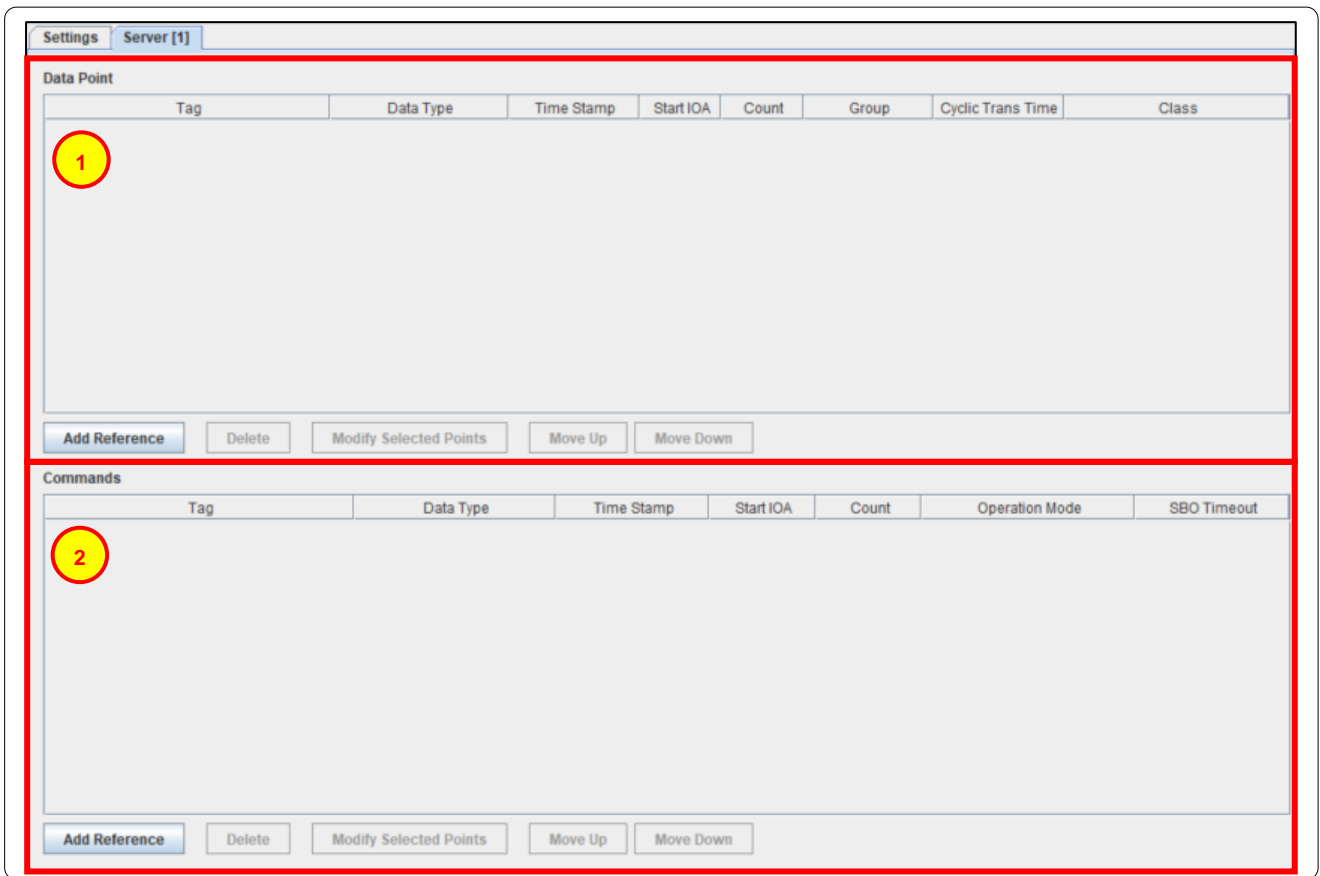 Settings Server [1]
Data Point
Tag Data Type Time Stamp Start IOA Count Group Cyclic Trans Time Class
1
Add Reference Delete Modify Selected Points Move Up Move Down
Commands
Tag Data Type Time Stamp Start IOA Count Operation Mode SBO Timeout
2
Add Reference Delete Modify Selected Points Move Up Move Down